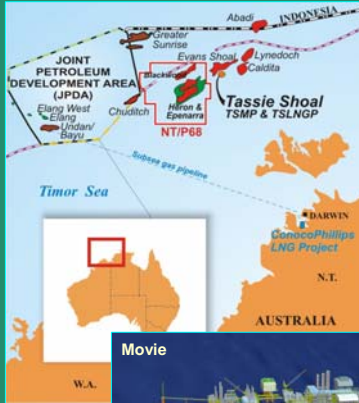 Abadi
INDONESIA
Greater
Sunrise
JOINT
PETROLEUM
DEVELOPMENT AREA
(JPDA)
Evans Shoal
Lynedoch
Caldita
Blackwood
Heron &
Epenarra
Tassie Shoal
TSMP & TSLNGP
NT/P68
Elang West
Elang
Undan/
Bayu
Chuditch
Subsea gas pipeline
Timor Sea
DARWIN
ConocoPhillips
LNG Project
N.T.
AUSTRALIA
Movie
W.A.